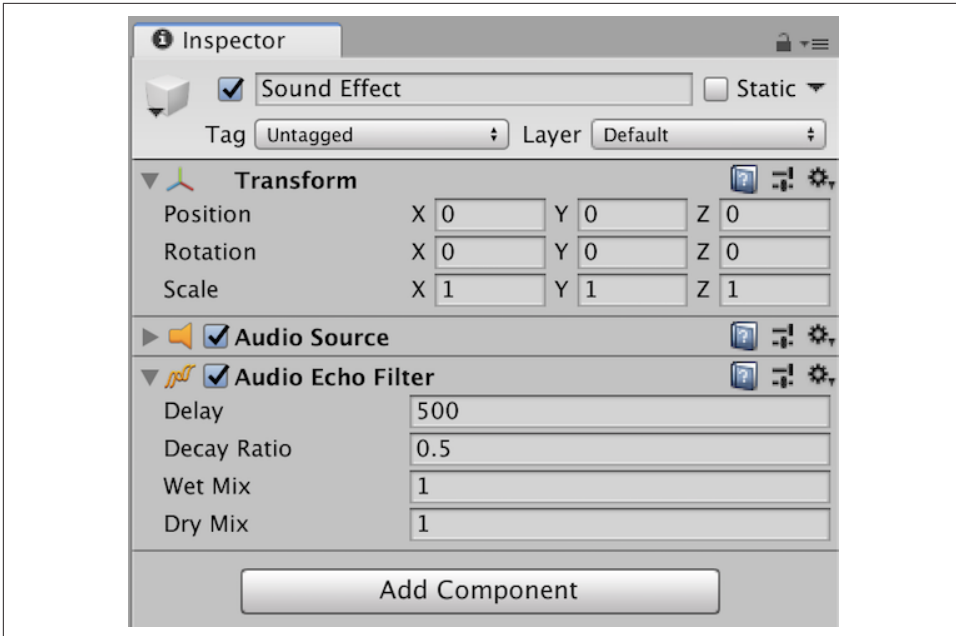 Inspector
Sound Effect Static
Tag Untagged Layer Default
Transform
Position X 0 Y 0 Z 0
Rotation X 0 Y 0 Z 0
Scale X 1 Y 1 Z 1
Audio Source
Audio Echo Filter
Delay 500
Decay Ratio 0.5
Wet Mix 1
Dry Mix 1
Add Component